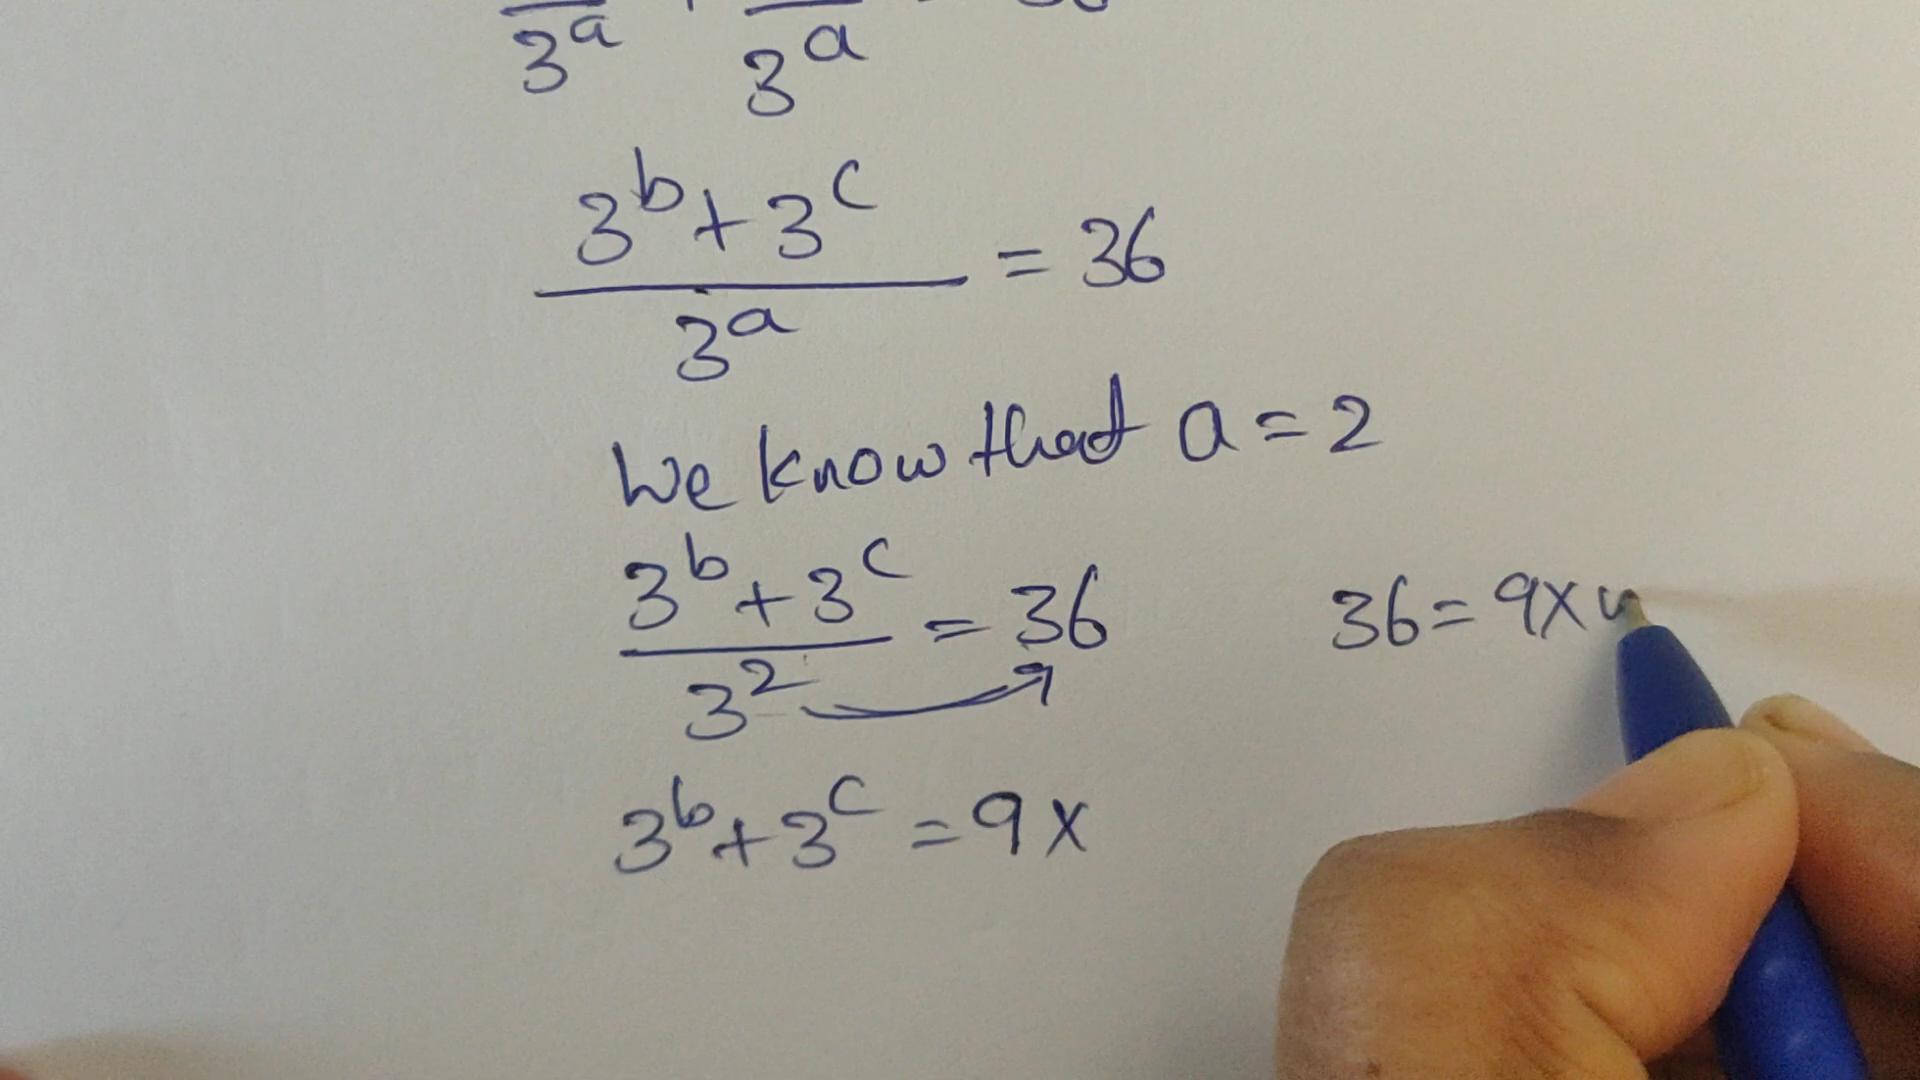 3^a 3^a
3^b + 3^c / 3^a = 36
We know that a = 2
3^b + 3^c / 3^2 = 36 36 = 9 x
3^b + 3^c = 9 x